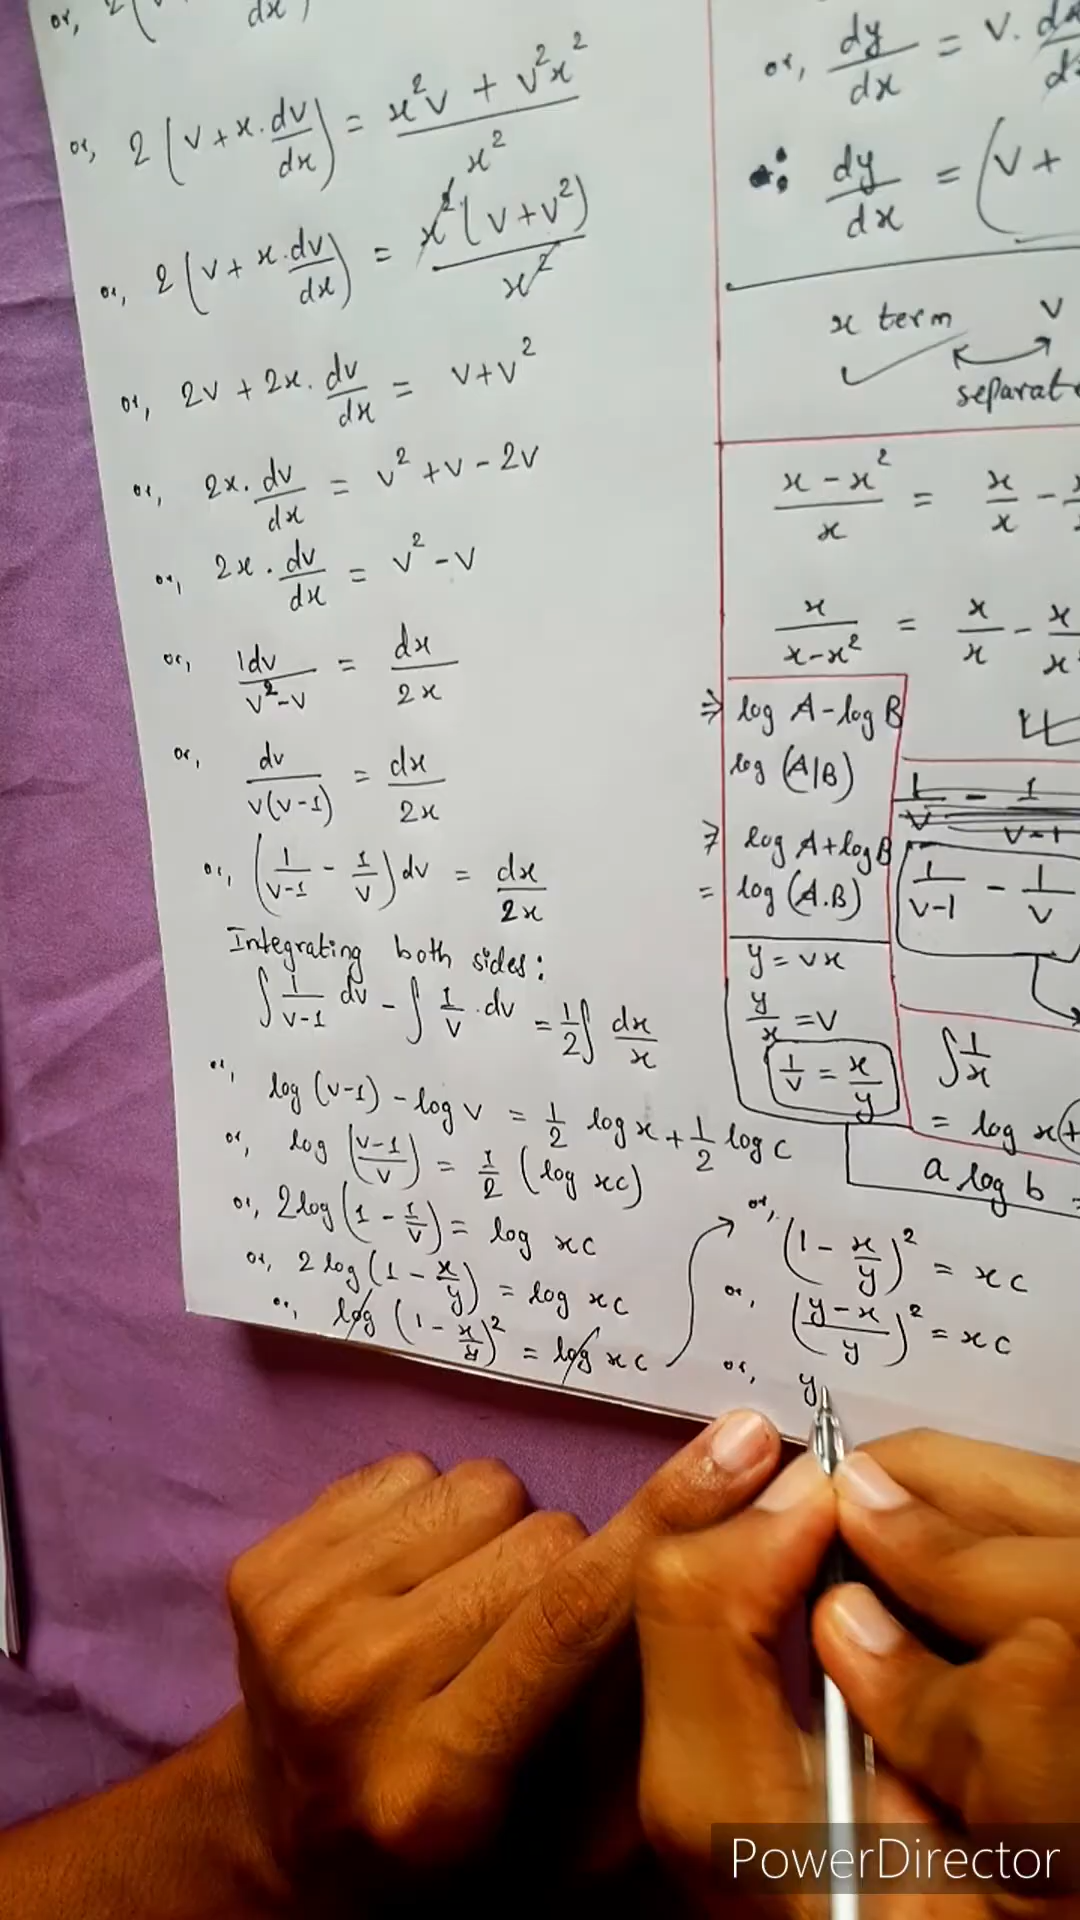 or, 2(
dx)
or, 2(v + x.dv/dx) = x²v + v²x²/x²
or, 2(v + x.dv/dx) = x²(v+v²)/x²
or, 2v + 2x.dv/dx = v+v²
or, 2x.dv/dx = v²+v-2v
or, 2x.dv/dx = v²-v
or, 1dv/v²-v = dx/2x
or, dv/v(v-1) = dx/2x
or, (1/v-1 - 1/v)dv = dx/2x
Integrating both sides:
∫1/v-1 dv - ∫1/v.dv = 1/2∫dx/x
or, log(v-1) - log v = 1/2 log x + 1/2 log c
or, log(v-1/v) = 1/2 (log xc)
or, 2log(1 - 1/v) = log xc
or, 2log(1 - x/y) = log xc
or, log(1 - x/y)² = log xc
or, dy/dx = v.
∴ dy/dx = (v +
x term v
separat
x - x²/x = x/x -
x/x-x² = x/x - x/
⇒ log A - log B
log (A|B)
⇒ log A + log B
= log (A.B)
1/v - 1/v-1
1/v-1 - 1/v
y = vx
y/x = v
1/v = x/y
∫1/x
= log x+
a log b =
or, (1 - x/y)² = xc
or, (y-x/y)² = xc
or, y
PowerDirector